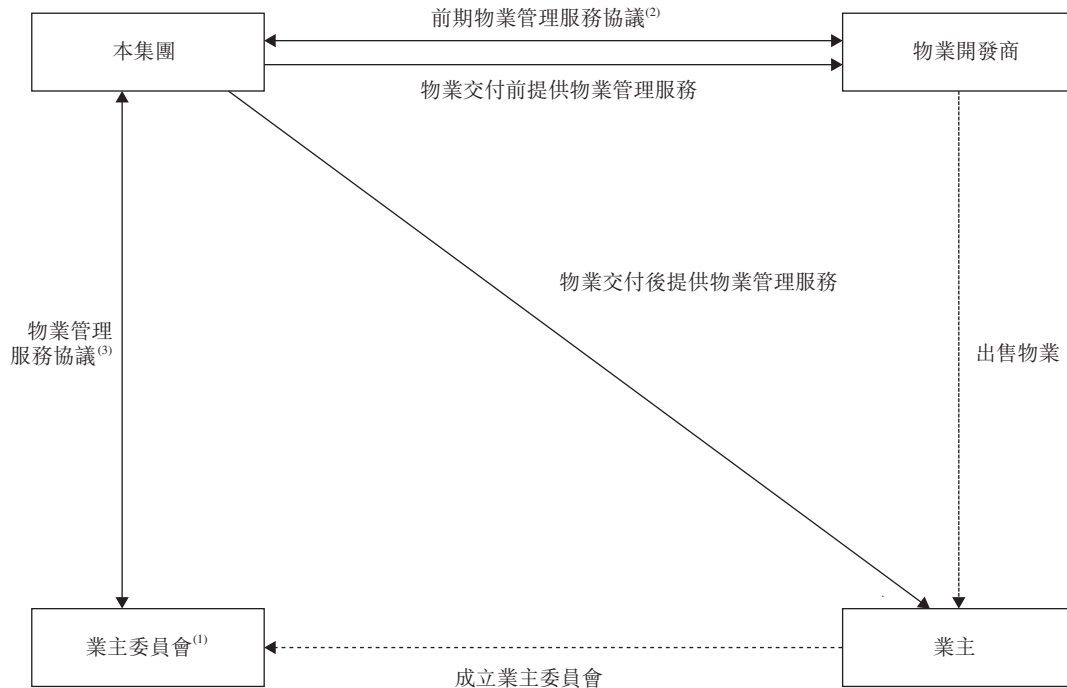 前期物業管理服務協議(2)
本集團
物業開發商
物業交付前提供物業管理服務
物業交付後提供物業管理服務
物業管理
服務協議(3)
出售物業
業主委員會(1)
業主
成立業主委員會